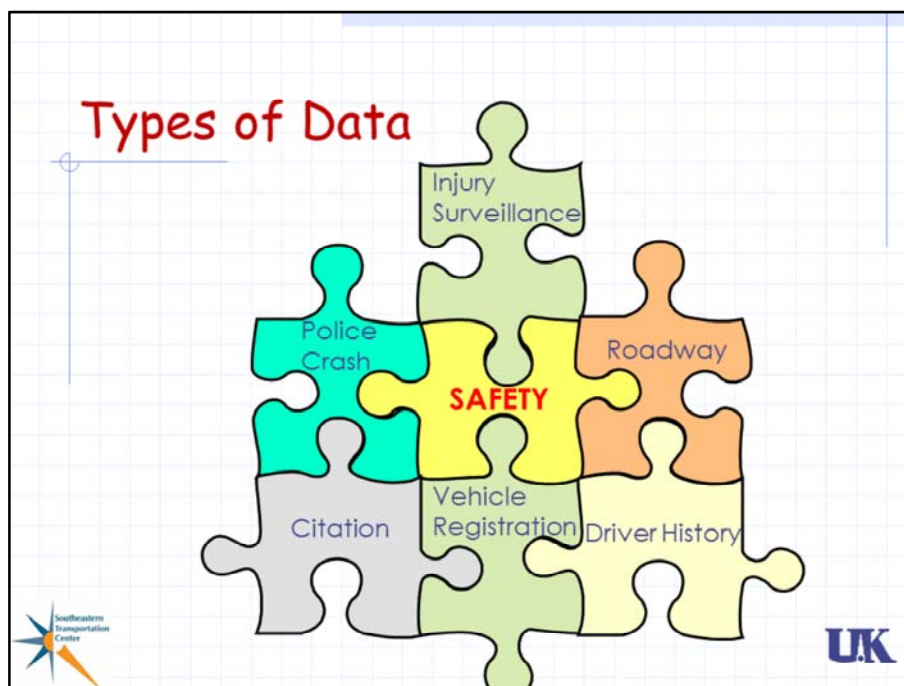 Types of Data
Injury
Surveillance
Police
Crash
SAFETY
Roadway
Citation
Vehicle
Registration
Driver History
Southeastern
Transportation
Center
UK